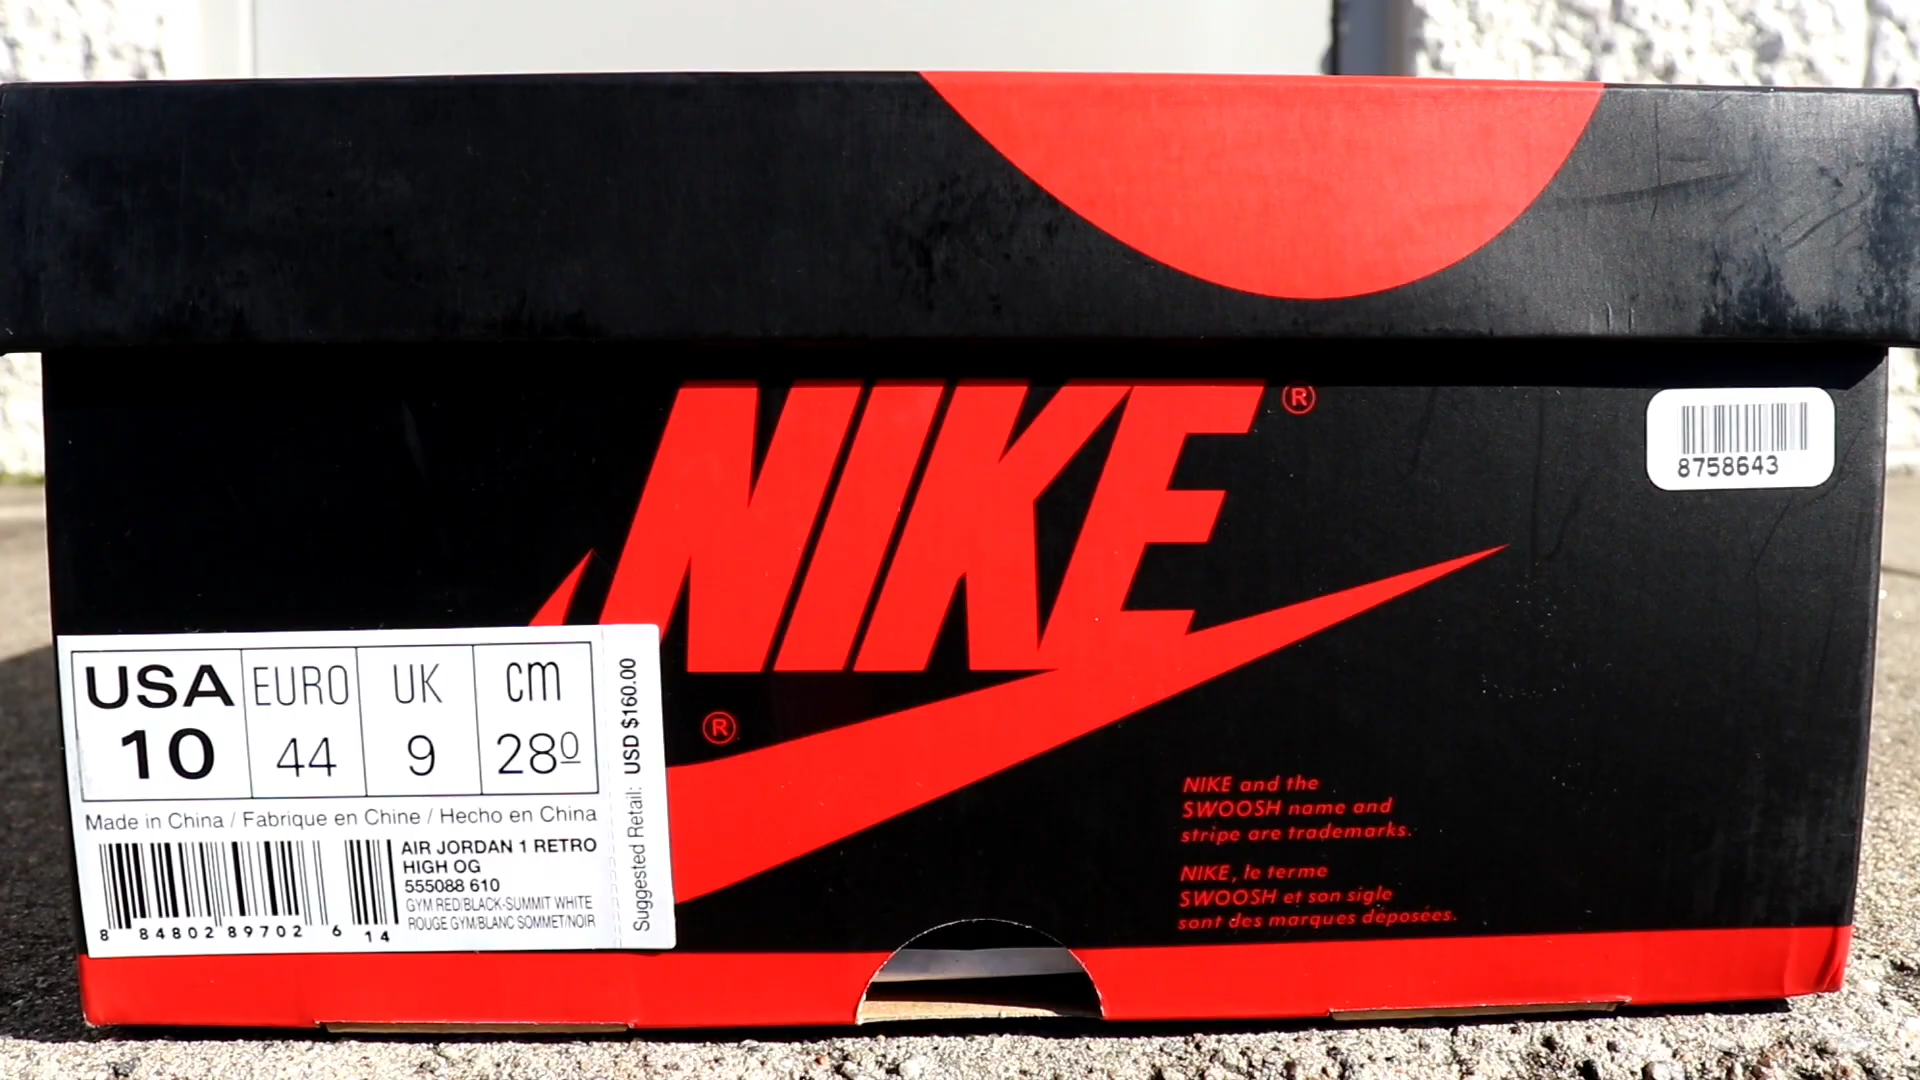 NIKE ®
8758643
®
USA EURO UK cm
10 44 9 28⁰
Made in China / Fabrique en Chine / Hecho en China
AIR JORDAN 1 RETRO
HIGH OG
555088 610
GYM RED/BLACK-SUMMIT WHITE
ROUGE GYM/BLANC SOMMET/NOIR
8 84802 89702 6 14
Suggested Retail: USD $160.00
NIKE and the
SWOOSH name and
stripe are trademarks.
NIKE, le terme
SWOOSH et son sigle
sont des marques déposées.